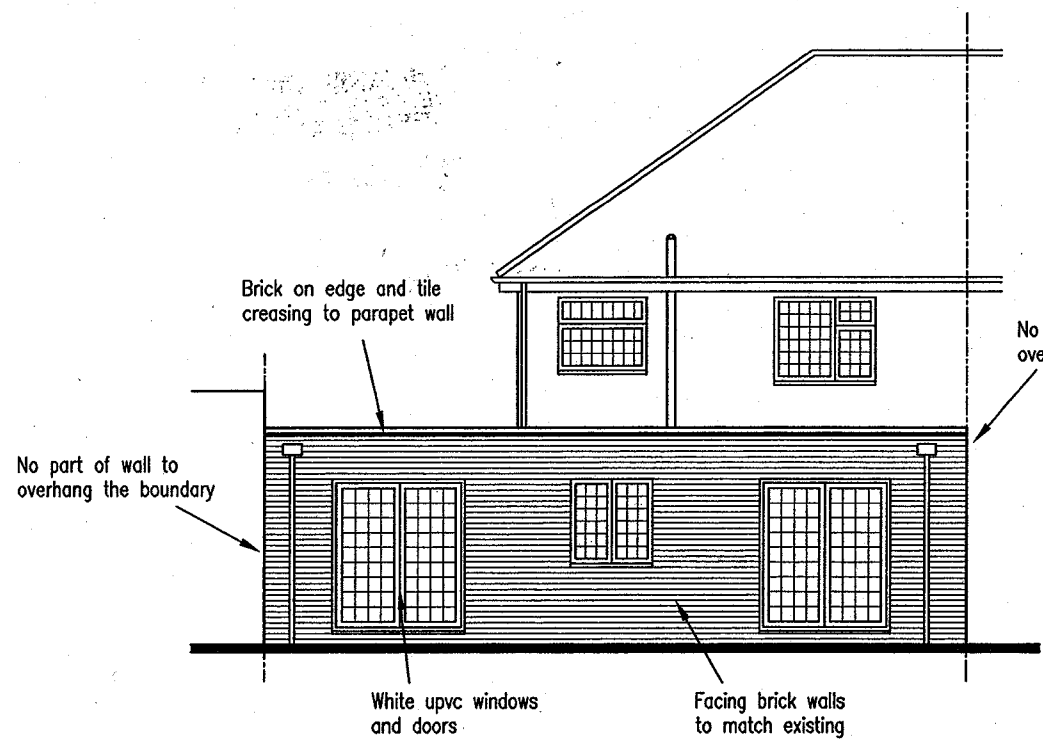 Brick on edge and tile
creasing to parapet wall
No
ove
No part of wall to
overhang the boundary
White upvc windows
and doors
Facing brick walls
to match existing